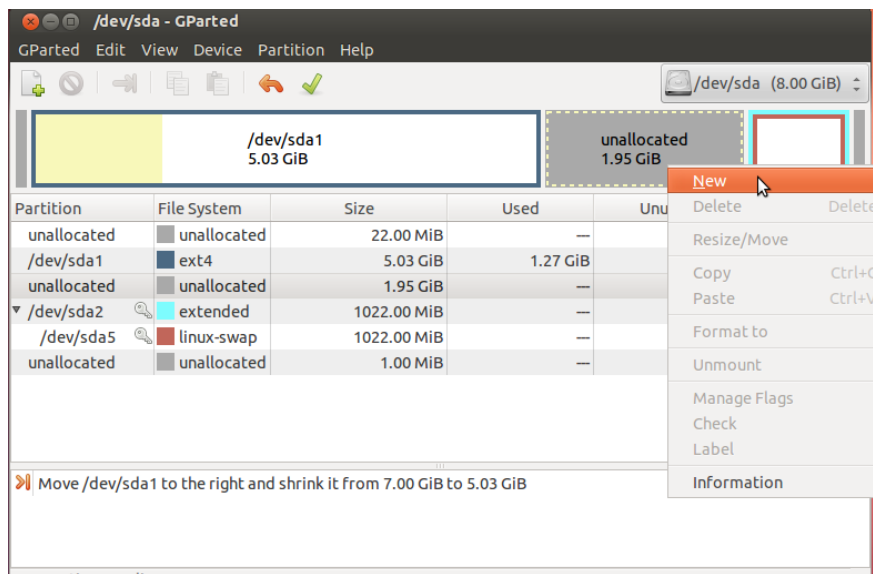 /dev/sda - GParted
GParted Edit View Device Partition Help
/dev/sda (8.00 GiB)
/dev/sda1
5.03 GiB
unallocated
1.95 GiB
Partition File System Size Used Unu
unallocated unallocated 22.00 MiB ---
/dev/sda1 ext4 5.03 GiB 1.27 GiB
unallocated unallocated 1.95 GiB ---
/dev/sda2 extended 1022.00 MiB ---
/dev/sda5 linux-swap 1022.00 MiB ---
unallocated unallocated 1.00 MiB ---
New
Delete Delete
Resize/Move
Copy Ctrl+C
Paste Ctrl+V
Format to
Unmount
Manage Flags
Check
Label
Information
Move /dev/sda1 to the right and shrink it from 7.00 GiB to 5.03 GiB